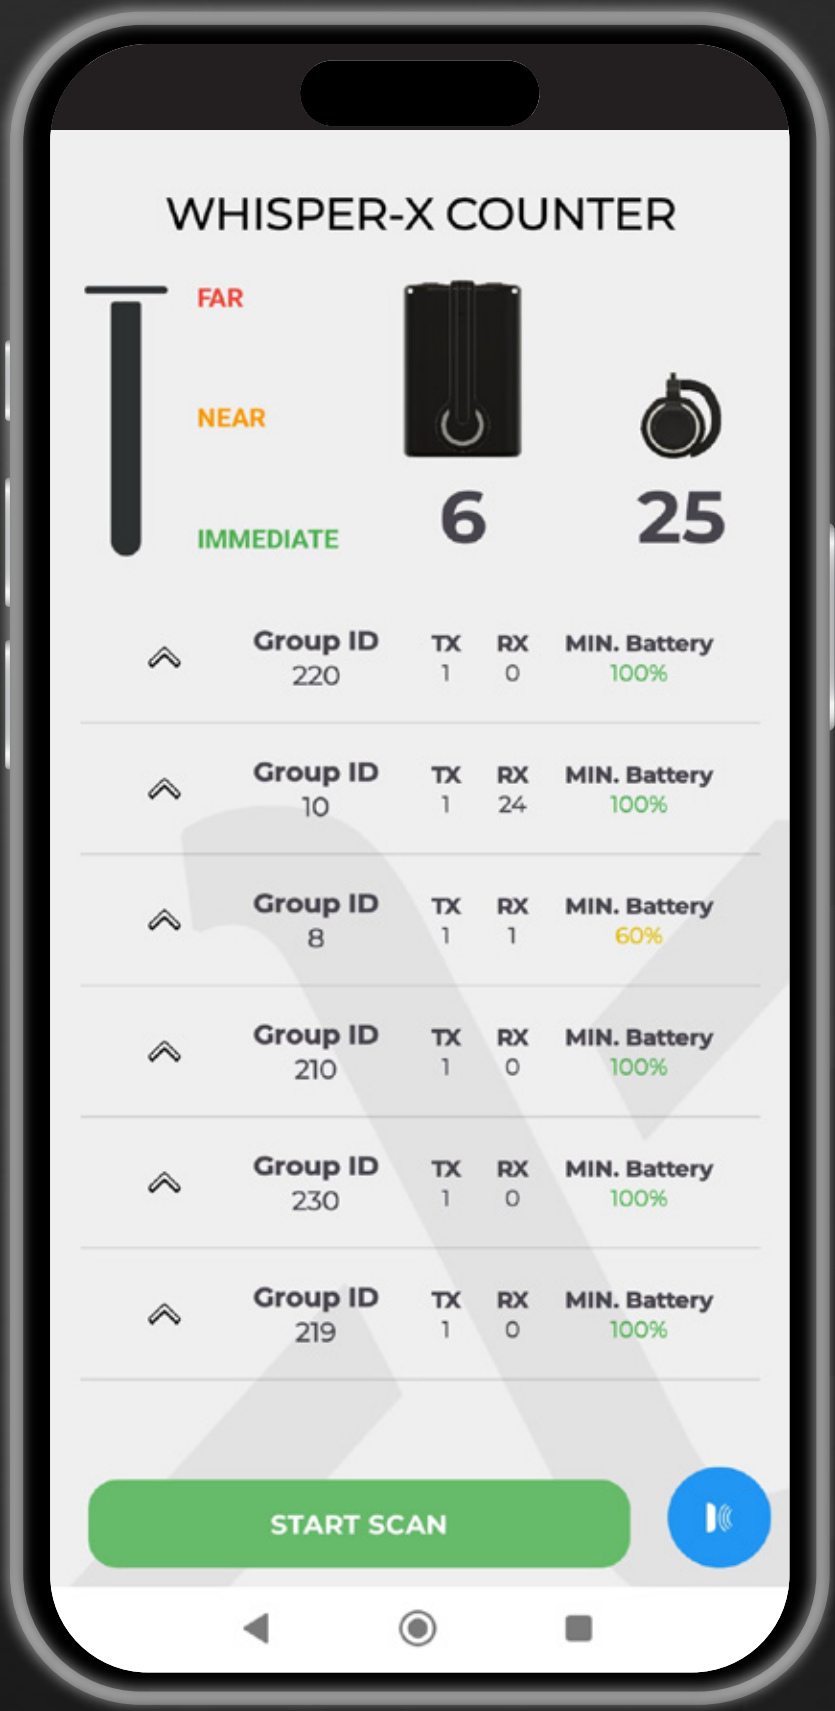 WHISPER-X COUNTER
FAR
NEAR
IMMEDIATE
6 25
Group ID TX RX MIN. Battery
220 1 0 100%
Group ID TX RX MIN. Battery
10 1 24 100%
Group ID TX RX MIN. Battery
8 1 1 60%
Group ID TX RX MIN. Battery
210 1 0 100%
Group ID TX RX MIN. Battery
230 1 0 100%
Group ID TX RX MIN. Battery
219 1 0 100%
START SCAN